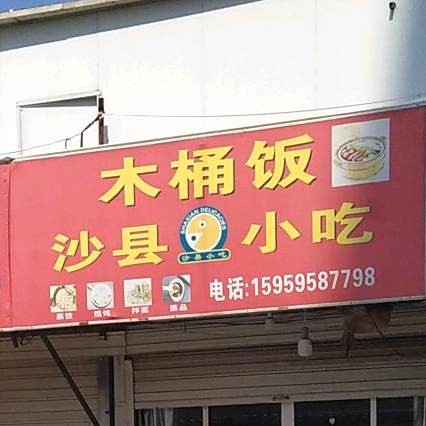 木桶饭
沙县 小吃
SHAXIAN DELICACIES
沙县小吃
蒸饺 馄饨 拌面 蒸品
电话:15959587798